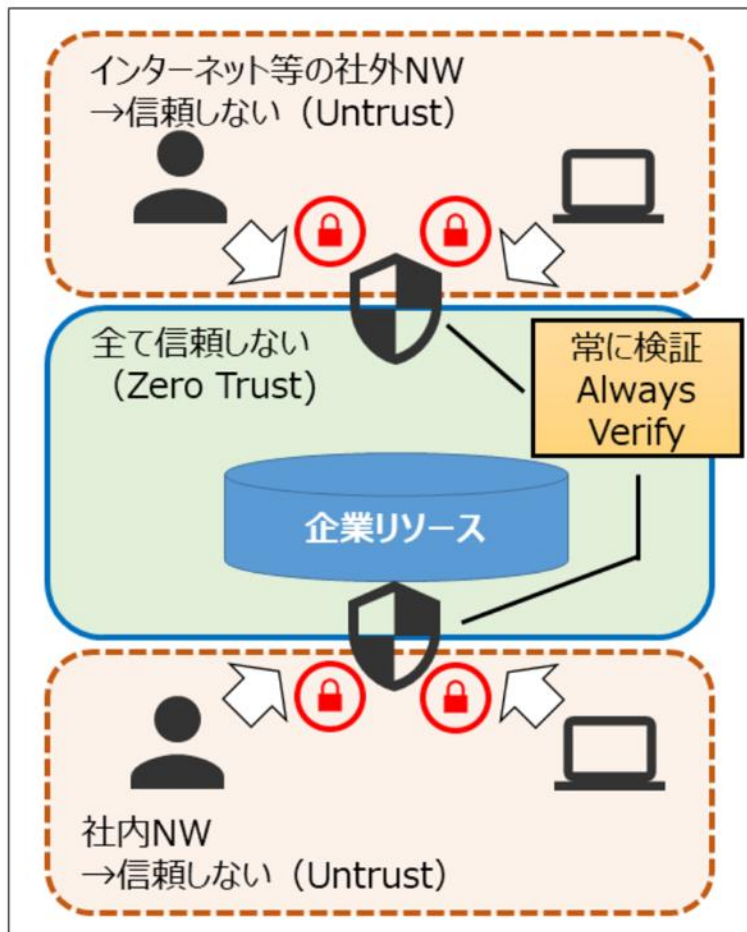 インターネット等の社外NW
→信頼しない（Untrust）
全て信頼しない
（Zero Trust)
常に検証
Always
Verify
企業リソース
社内NW
→信頼しない（Untrust）